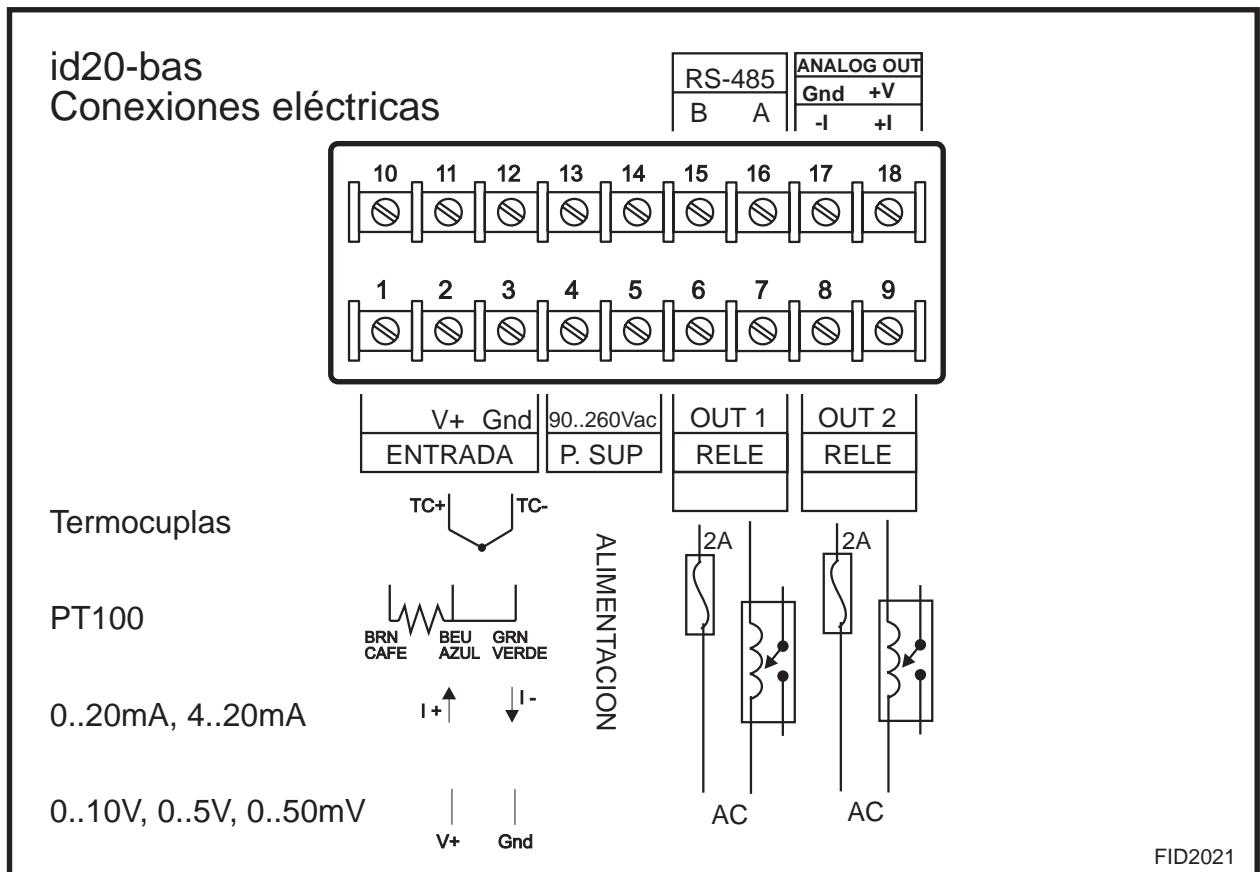 id20-bas
Conexiones eléctricas
RS-485
B A
ANALOG OUT
Gnd +V
-I +I
10 11 12 13 14 15 16 17 18
1 2 3 4 5 6 7 8 9
V+ Gnd
ENTRADA
90..260Vac
P. SUP
OUT 1
RELE
OUT 2
RELE
Termocuplas
TC+ TC-
PT100
BRN
CAFE
BEU
AZUL
GRN
VERDE
0..20mA, 4..20mA
I + I -
0..10V, 0..5V, 0..50mV
V+ Gnd
ALIMENTACION
2A
AC
2A
AC
FID2021